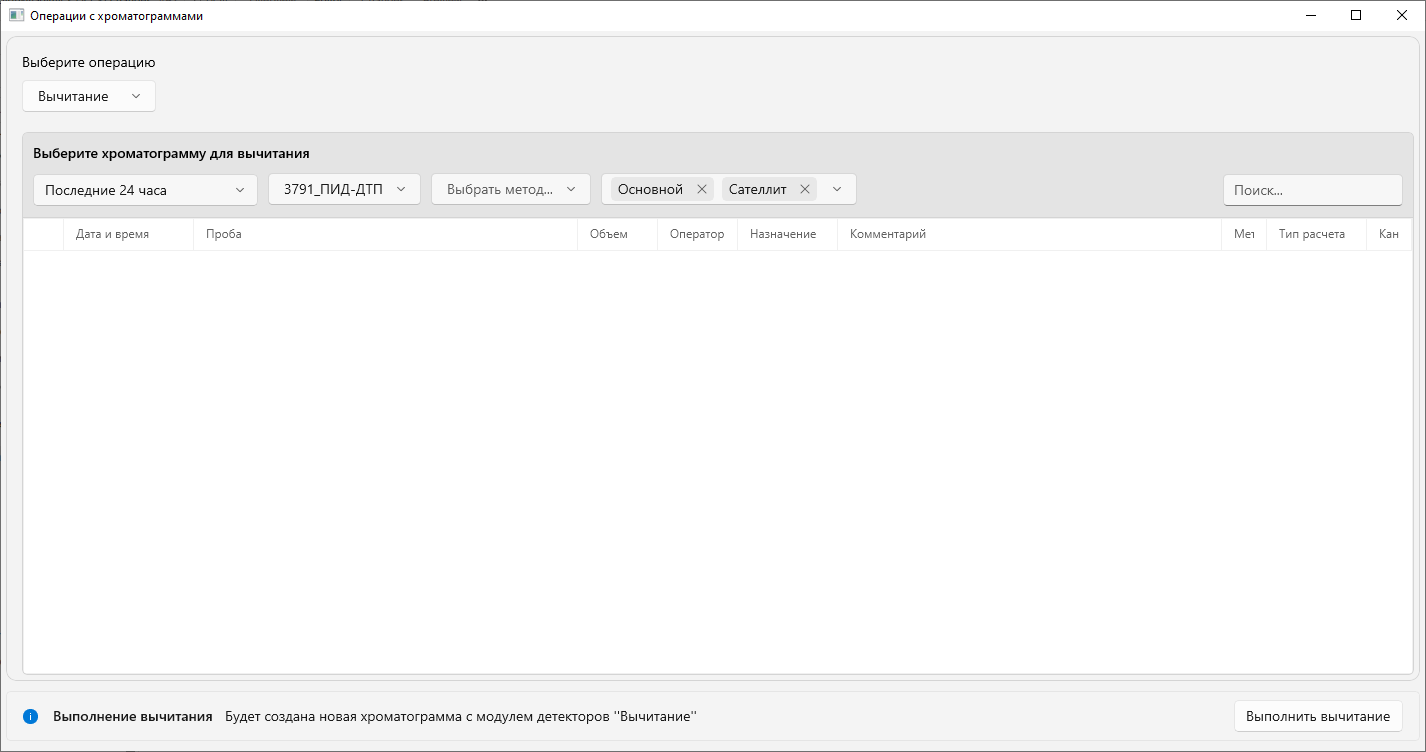 Операции с хроматограммами
Выберите операцию
Вычитание
Выберите хроматограмму для вычитания
Последние 24 часа 3791_ПИД-ДТП Выбрать метод... Основной Сателлит Поиск...
Дата и время Проба Объем Оператор Назначение Комментарий Мет Тип расчета Кан
Выполнение вычитания Будет создана новая хроматограмма с модулем детекторов "Вычитание" Выполнить вычитание